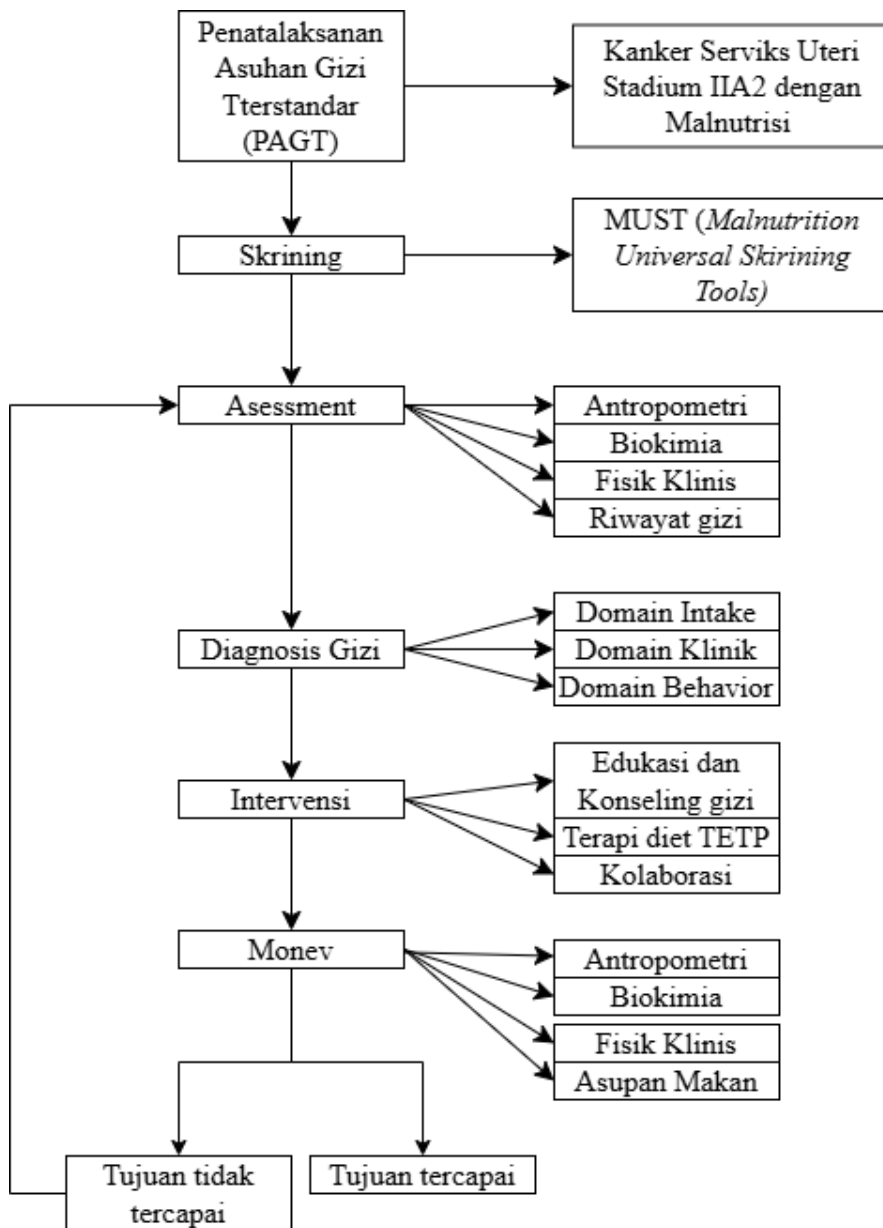 Penatalaksanan
Asuhan Gizi
Tterstandar
(PAGT)
Kanker Serviks Uteri
Stadium IIA2 dengan
Malnutrisi
Skrining
MUST (Malnutrition
Universal Skirining
Tools)
Asessment
Antropometri
Biokimia
Fisik Klinis
Riwayat gizi
Diagnosis Gizi
Domain Intake
Domain Klinik
Domain Behavior
Intervensi
Edukasi dan
Konseling gizi
Terapi diet TETP
Kolaborasi
Monev
Antropometri
Biokimia
Fisik Klinis
Asupan Makan
Tujuan tidak
tercapai
Tujuan tercapai